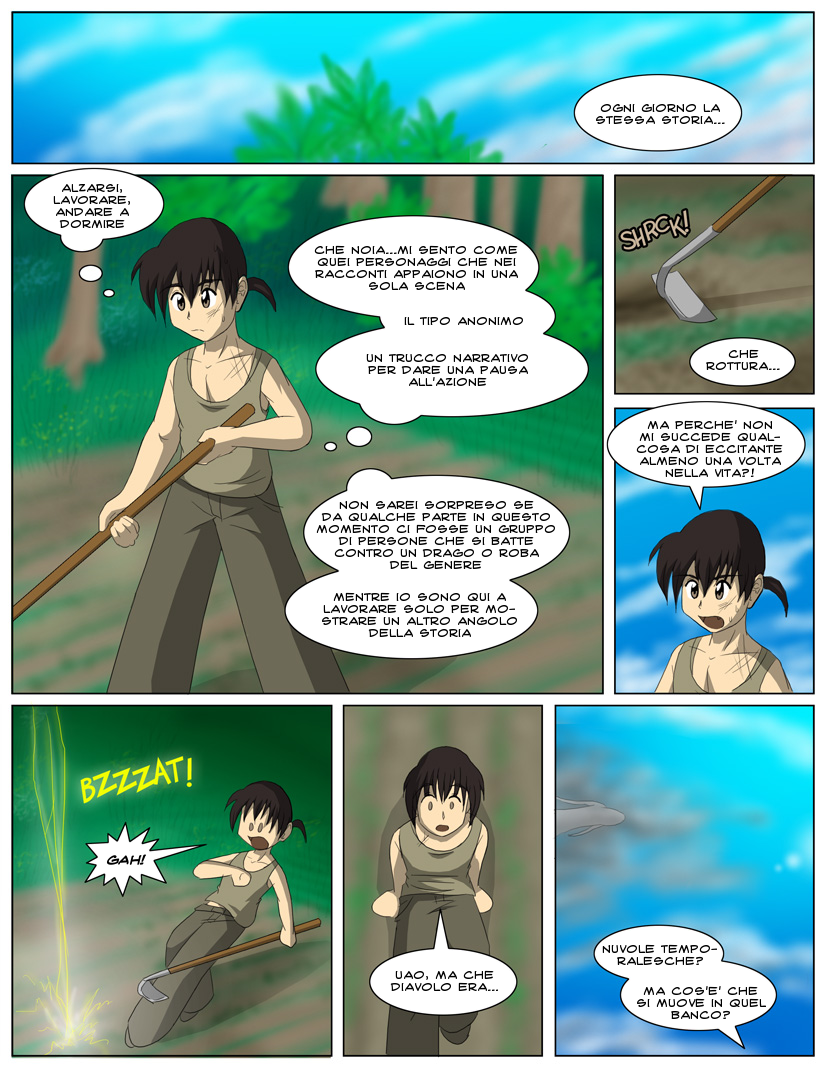 OGNI GIORNO LA
STESSA STORIA...
ALZARSI,
LAVORARE,
ANDARE A
DORMIRE
CHE NOIA...MI SENTO COME
QUEI PERSONAGGI CHE NEI
RACCONTI APPAIONO IN UNA
SOLA SCENA
IL TIPO ANONIMO
UN TRUCCO NARRATIVO
PER DARE UNA PAUSA
ALL'AZIONE
NON SAREI SORPRESO SE
DA QUALCHE PARTE IN QUESTO
MOMENTO CI FOSSE UN GRUPPO
DI PERSONE CHE SI BATTE
CONTRO UN DRAGO O ROBA
DEL GENERE
MENTRE IO SONO QUI A
LAVORARE SOLO PER MO-
STRARE UN ALTRO ANGOLO
DELLA STORIA
SHRCK!
CHE
ROTTURA...
MA PERCHE' NON
MI SUCCEDE QUAL-
COSA DI ECCITANTE
ALMENO UNA VOLTA
NELLA VITA?!
BZZZAT!
GAH!
UAO, MA CHE
DIAVOLO ERA...
NUVOLE TEMPO-
RALESCHE?
MA COS'E' CHE
SI MUOVE IN QUEL
BANCO?